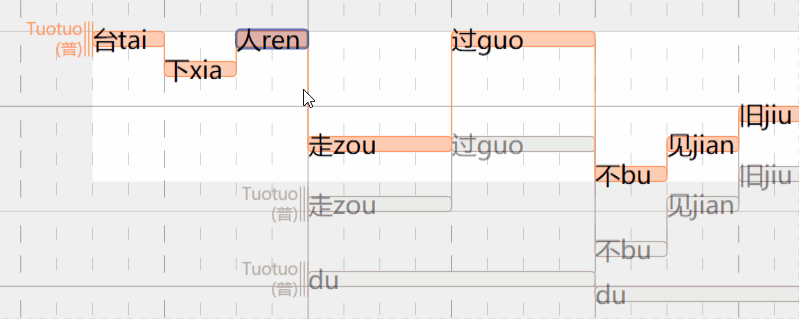 Tuotuo
(普)
台tai
下xia
人ren
走zou
过guo
不bu
见jian
旧jiu
过guo
Tuotuo
(普)
走zou
不bu
见jian
旧jiu
Tuotuo
(普)
du
du